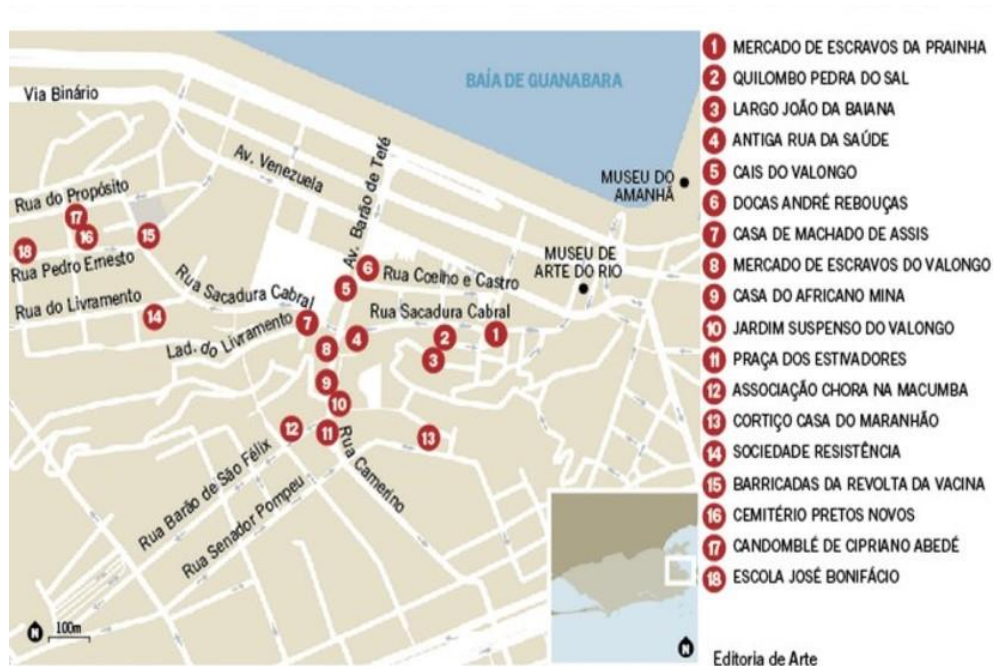 BAÍA DE GUANABARA
Via Binário
Av. Venezuela
Av. Barão de Tefé
MUSEU DO
AMANHÃ
Rua do Propósito
17
16
15
18
Rua Pedro Ernesto
MUSEU DE
ARTE DO RIO
6
Rua Coelho e Castro
5
Rua Sacadura Cabral
Rua Sacadura Cabral
Rua do Livramento
14
7
Lad. do Livramento
8
4
2
1
3
9
10
12
11
13
Rua Camerino
Rua Barão de São Félix
Rua Senador Pompeu
N
100m
N
1 MERCADO DE ESCRAVOS DA PRAINHA
2 QUILOMBO PEDRA DO SAL
3 LARGO JOÃO DA BAIANA
4 ANTIGA RUA DA SAÚDE
5 CAIS DO VALONGO
6 DOCAS ANDRÉ REBOUÇAS
7 CASA DE MACHADO DE ASSIS
8 MERCADO DE ESCRAVOS DO VALONGO
9 CASA DO AFRICANO MINA
10 JARDIM SUSPENSO DO VALONGO
11 PRAÇA DOS ESTIVADORES
12 ASSOCIAÇÃO CHORA NA MACUMBA
13 CORTIÇO CASA DO MARANHÃO
14 SOCIEDADE RESISTÊNCIA
15 BARRICADAS DA REVOLTA DA VACINA
16 CEMITÉRIO PRETOS NOVOS
17 CANDOMBLÉ DE CIPRIANO ABEDÉ
18 ESCOLA JOSÉ BONIFÁCIO
Editoria de Arte